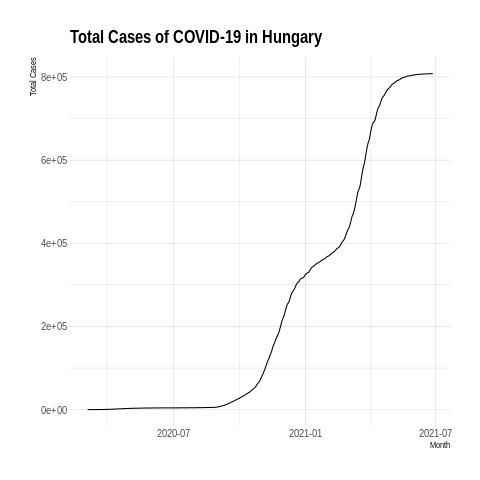 Total Cases of COVID-19 in Hungary
Total Cases
8e+05
6e+05
4e+05
2e+05
0e+00
2020-07
2021-01
2021-07
Month